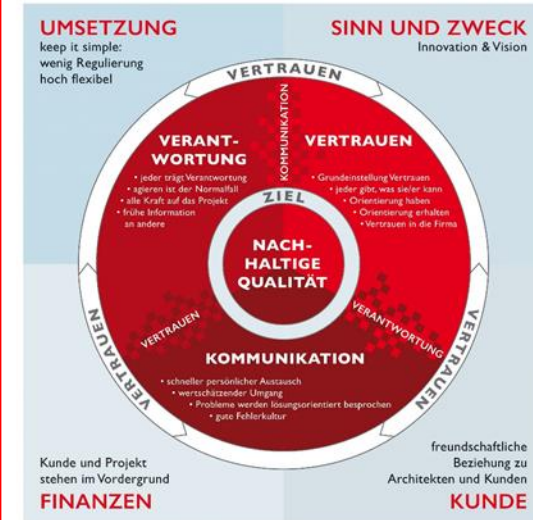 UMSETZUNG
keep it simple:
wenig Regulierung
hoch flexibel
SINN UND ZWECK
Innovation & Vision
VERTRAUEN
KOMMUNIKATION
VERANT-
WORTUNG
• jeder trägt Verantwortung
• agieren ist der Normalfall
• alle Kraft auf das Projekt
• frühe Information
an andere
VERTRAUEN
• Grundeinstellung Vertrauen
• jeder gibt, was sie/er kann
• Orientierung haben
• Orientierung erhalten
• Vertrauen in die Firma
ZIEL
NACH-
HALTIGE
QUALITÄT
VERTRAUEN
VERTRAUEN
VERANTWORTUNG
VERTRAUEN
KOMMUNIKATION
• schneller persönlicher Austausch
• wertschätzender Umgang
• Probleme werden lösungsorientiert besprochen
• gute Fehlerkultur
Kunde und Projekt
stehen im Vordergrund
FINANZEN
freundschaftliche
Beziehung zu
Architekten und Kunden
KUNDE